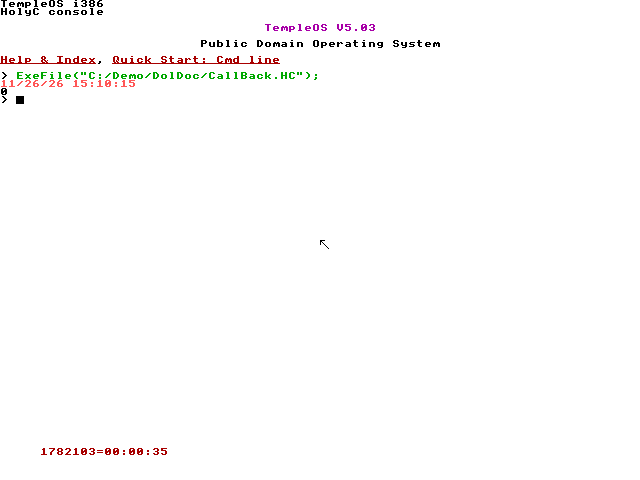 TempleOS i386
HolyC console
TempleOS V5.03
Public Domain Operating System
Help & Index, Quick Start: Cmd line
> ExeFile("C:/Demo/DolDoc/CallBack.HC");
11/26/26 15:10:15
0
>
1782103=00:00:35